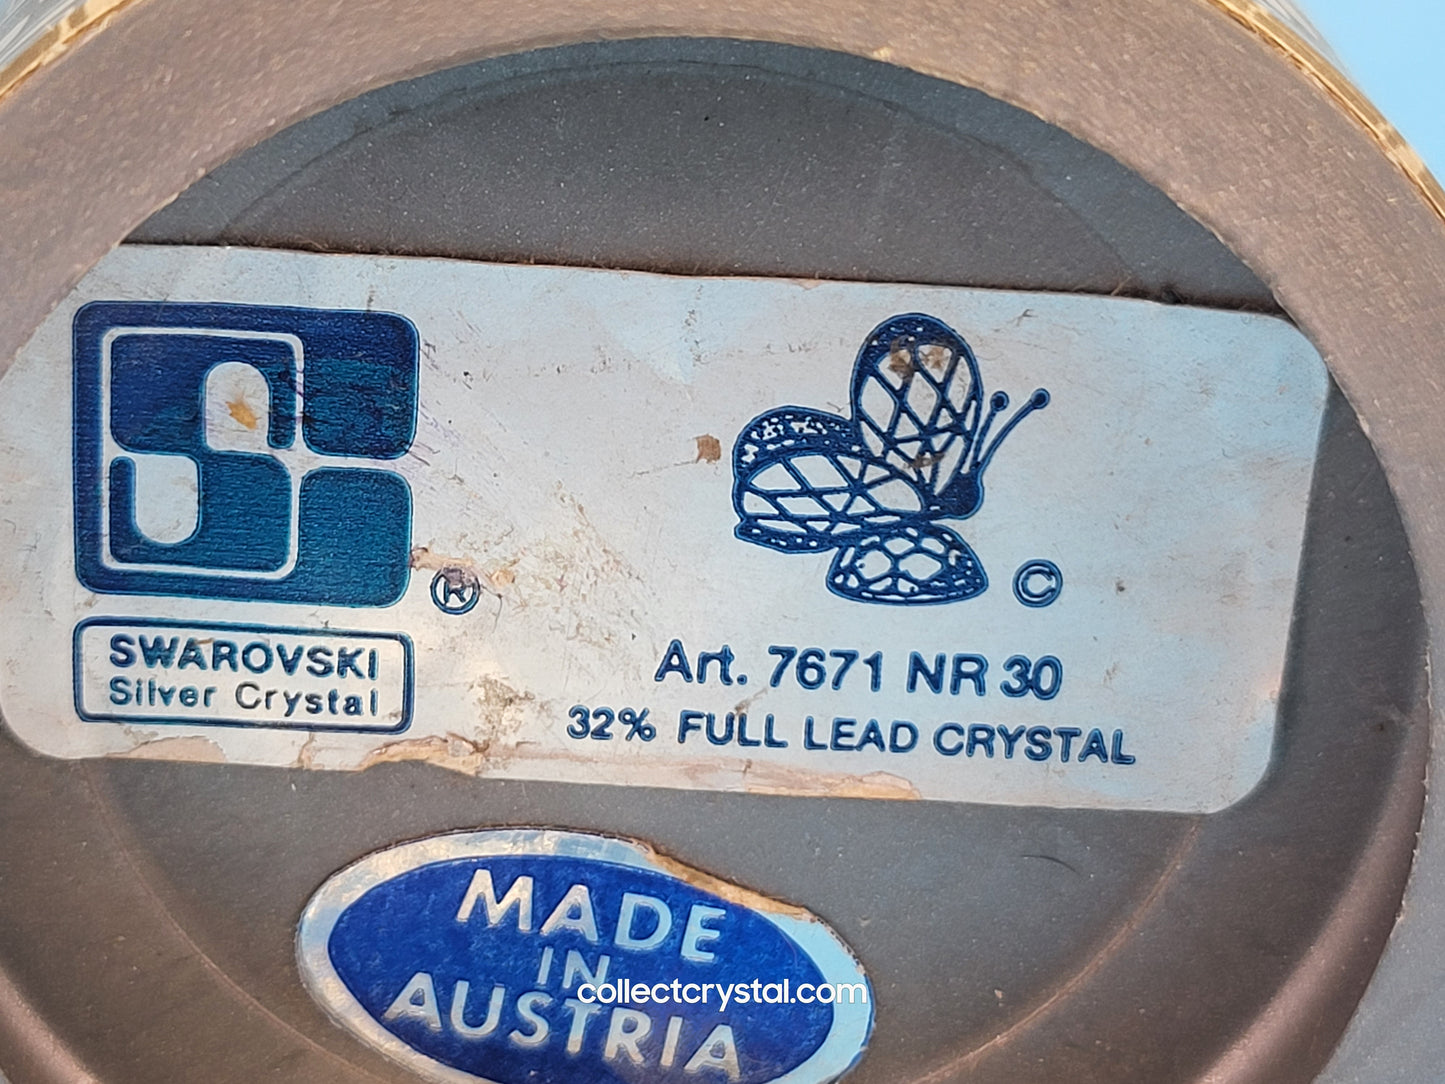 ®
SWAROVSKI
Silver Crystal
©
Art. 7671 NR 30
32% FULL LEAD CRYSTAL
MADE
IN
AUSTRIA
collectcrystal.com